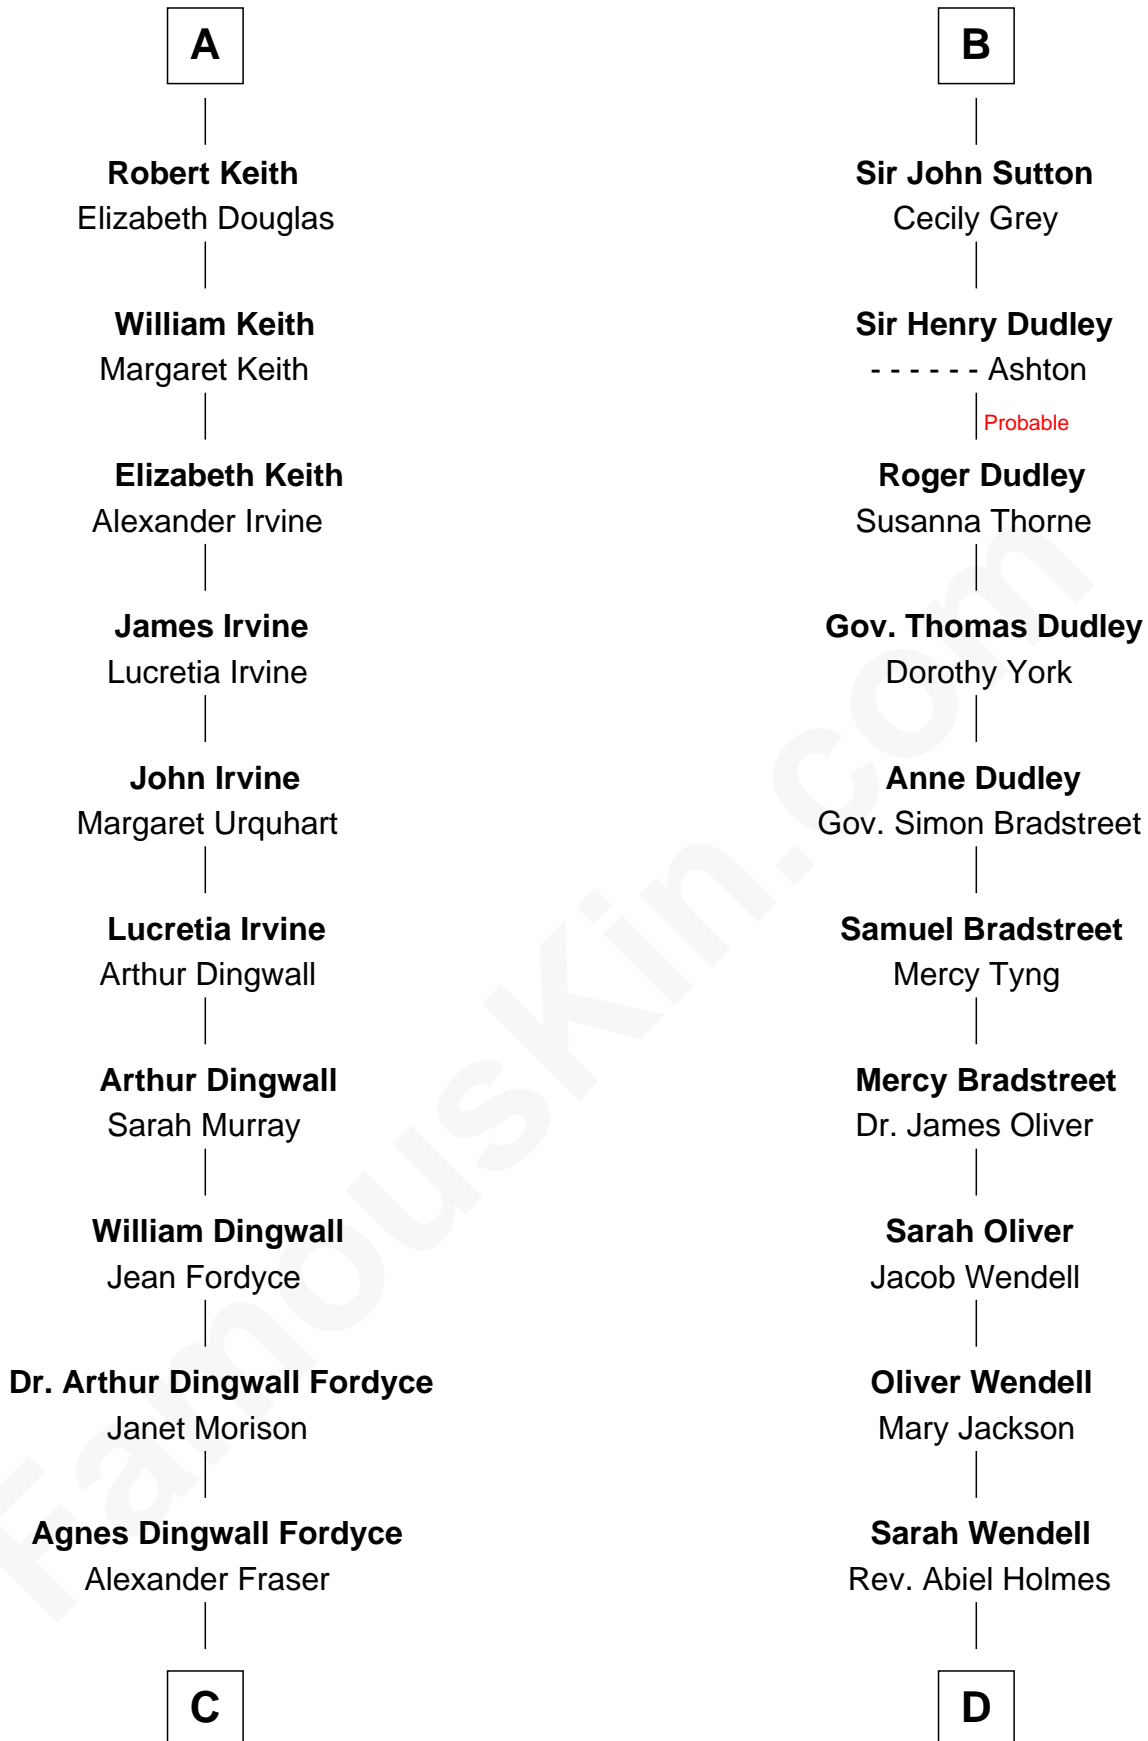 A
Robert Keith
Elizabeth Douglas
William Keith
Margaret Keith
Elizabeth Keith
Alexander Irvine
James Irvine
Lucretia Irvine
John Irvine
Margaret Urquhart
Lucretia Irvine
Arthur Dingwall
Arthur Dingwall
Sarah Murray
William Dingwall
Jean Fordyce
Dr. Arthur Dingwall Fordyce
Janet Morison
Agnes Dingwall Fordyce
Alexander Fraser
C
B
Sir John Sutton
Cecily Grey
Sir Henry Dudley
- - - - - - Ashton
Probable
Roger Dudley
Susanna Thorne
Gov. Thomas Dudley
Dorothy York
Anne Dudley
Gov. Simon Bradstreet
Samuel Bradstreet
Mercy Tyng
Mercy Bradstreet
Dr. James Oliver
Sarah Oliver
Jacob Wendell
Oliver Wendell
Mary Jackson
Sarah Wendell
Rev. Abiel Holmes
D
FamousKin.com